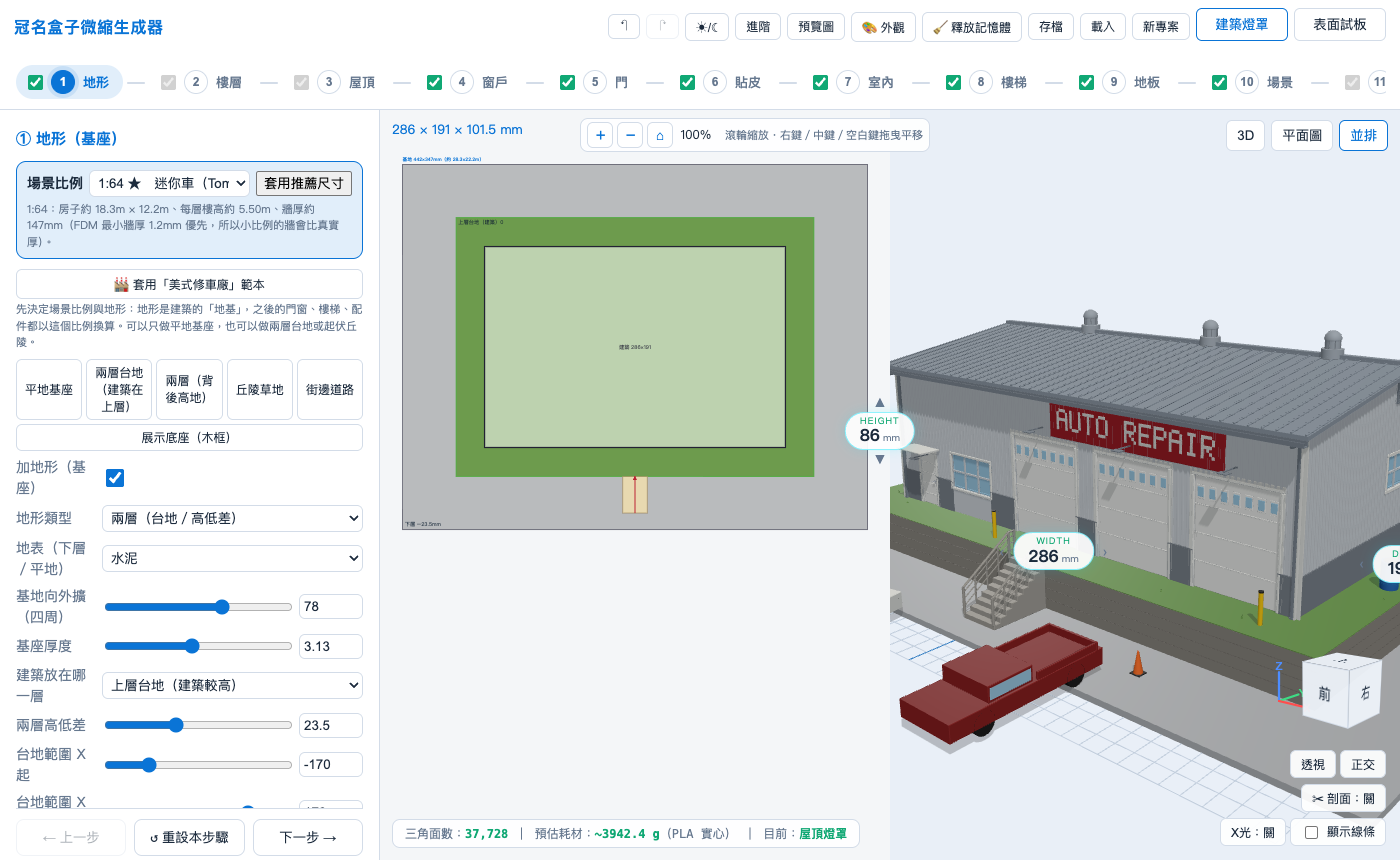 冠名盒子微縮生成器
☀/☾ 進階 預覽圖 🎨 外觀 🧹 釋放記憶體 存檔 載入 新專案 建築燈罩 表面試板
1 地形 2 樓層 3 屋頂 4 窗戶 5 門 6 貼皮 7 室內 8 樓梯 9 地板 10 場景 11
① 地形（基座）
場景比例 1:64 ★ 迷你車（Tom 套用推薦尺寸
1:64：房子約 18.3m × 12.2m、每層樓高約 5.50m、牆厚約
147mm（FDM 最小牆厚 1.2mm 優先，所以小比例的牆會比真實
厚）。
🏭 套用「美式修車廠」範本
先決定場景比例與地形：地形是建築的「地基」，之後的門窗、樓梯、配
件都以這個比例換算。可以只做平地基座，也可以做兩層台地或起伏丘
陵。
平地基座 兩層台地（建築在上層） 兩層（背後高地） 丘陵草地 街邊道路
展示底座（木框）
加地形（基座）
地形類型 兩層（台地 / 高低差）
地表（下層 / 平地） 水泥
基地向外擴（四周） 78
基座厚度 3.13
建築放在哪一層 上層台地（建築較高）
兩層高低差 23.5
台地範圍 X 起 -170
台地範圍 X
← 上一步 ↺ 重設本步驟 下一步 →
286 × 191 × 101.5 mm
+ − ⌂ 100% 滾輪縮放 · 右鍵 / 中鍵 / 空白鍵拖曳平移
3D 平面圖 並排
基地 442x347mm（約 28.3x22.2m）
上層台地（建築）0
建築 286x191
下層 −23.5mm
HEIGHT
86 mm
AUTO REPAIR
WIDTH
286 mm
D
19
Z
前 右
透視 正交
✂ 剖面：關
X光：關 顯示線條
三角面數：37,728 | 預估耗材：~3942.4 g（PLA 實心） | 目前：屋頂燈罩